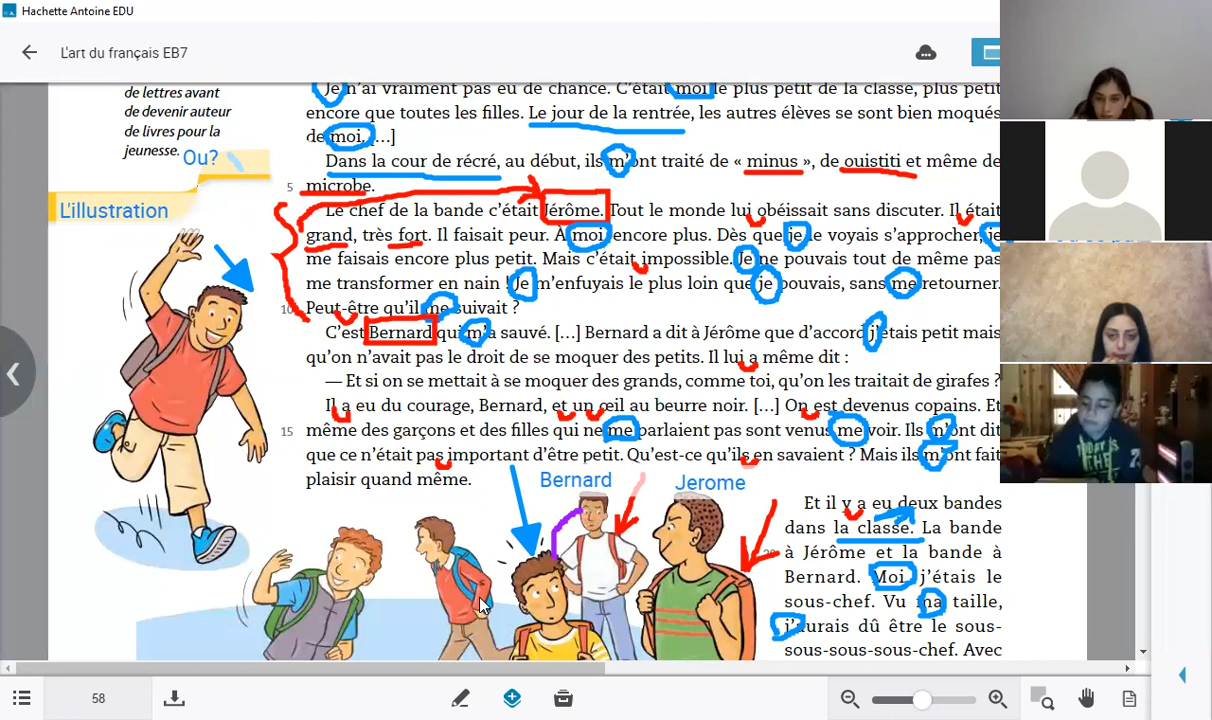 Hachette Antoine EDU
L'art du français EB7
de lettres avant
de devenir auteur
de livres pour la
jeunesse.
Ou?
L'illustration
Je n'ai vraiment pas eu de chance. C'était moi le plus petit de la classe, plus petit
encore que toutes les filles. Le jour de la rentrée, les autres élèves se sont bien moqués
de moi. […]
Dans la cour de récré, au début, ils m'ont traité de « minus », de ouistiti et même de
5 microbe.
Le chef de la bande c'était Jérôme. Tout le monde lui obéissait sans discuter. Il était
grand, très fort. Il faisait peur. À moi encore plus. Dès que je le voyais s'approcher, je
me faisais encore plus petit. Mais c'était impossible. Je ne pouvais tout de même pas
me transformer en nain ! Je m'enfuyais le plus loin que je pouvais, sans me retourner.
10 Peut-être qu'il me suivait ?
C'est Bernard qui m'a sauvé. […] Bernard a dit à Jérôme que d'accord j'étais petit mais
qu'on n'avait pas le droit de se moquer des petits. Il lui a même dit :
— Et si on se mettait à se moquer des grands, comme toi, qu'on les traitait de girafes ?
Il a eu du courage, Bernard, et un œil au beurre noir. […] On est devenus copains. Et
15 même des garçons et des filles qui ne me parlaient pas sont venus me voir. Ils m'ont dit
que ce n'était pas important d'être petit. Qu'est-ce qu'ils en savaient ? Mais ils m'ont fait
plaisir quand même.
Bernard
Jerome
Et il y a eu deux bandes
dans la classe. La bande
à Jérôme et la bande à
Bernard. Moi, j'étais le
sous-chef. Vu ma taille,
j'aurais dû être le sous-
sous-sous-sous-chef. Avec
58